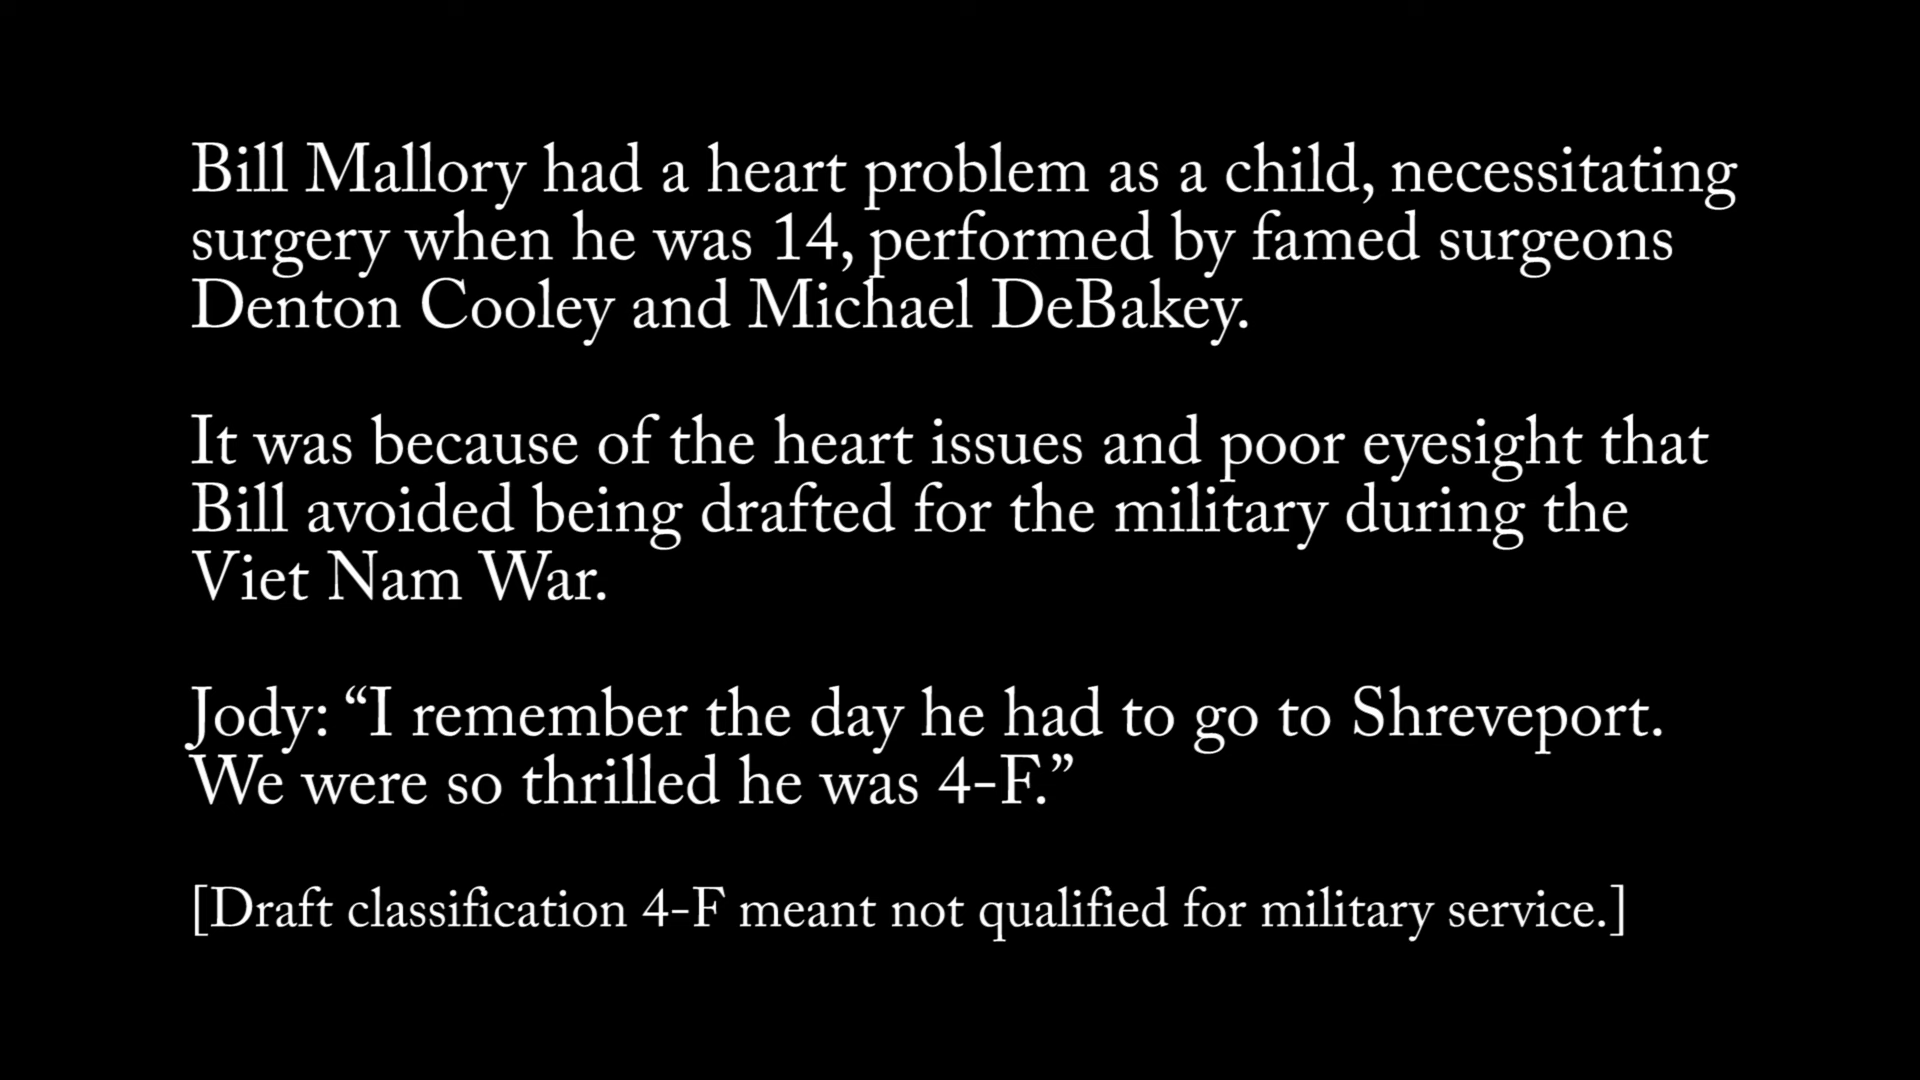 Bill Mallory had a heart problem as a child, necessitating
surgery when he was 14, performed by famed surgeons
Denton Cooley and Michael DeBakey.
It was because of the heart issues and poor eyesight that
Bill avoided being drafted for the military during the
Viet Nam War.
Jody: “I remember the day he had to go to Shreveport.
We were so thrilled he was 4-F.”
[Draft classification 4-F meant not qualified for military service.]